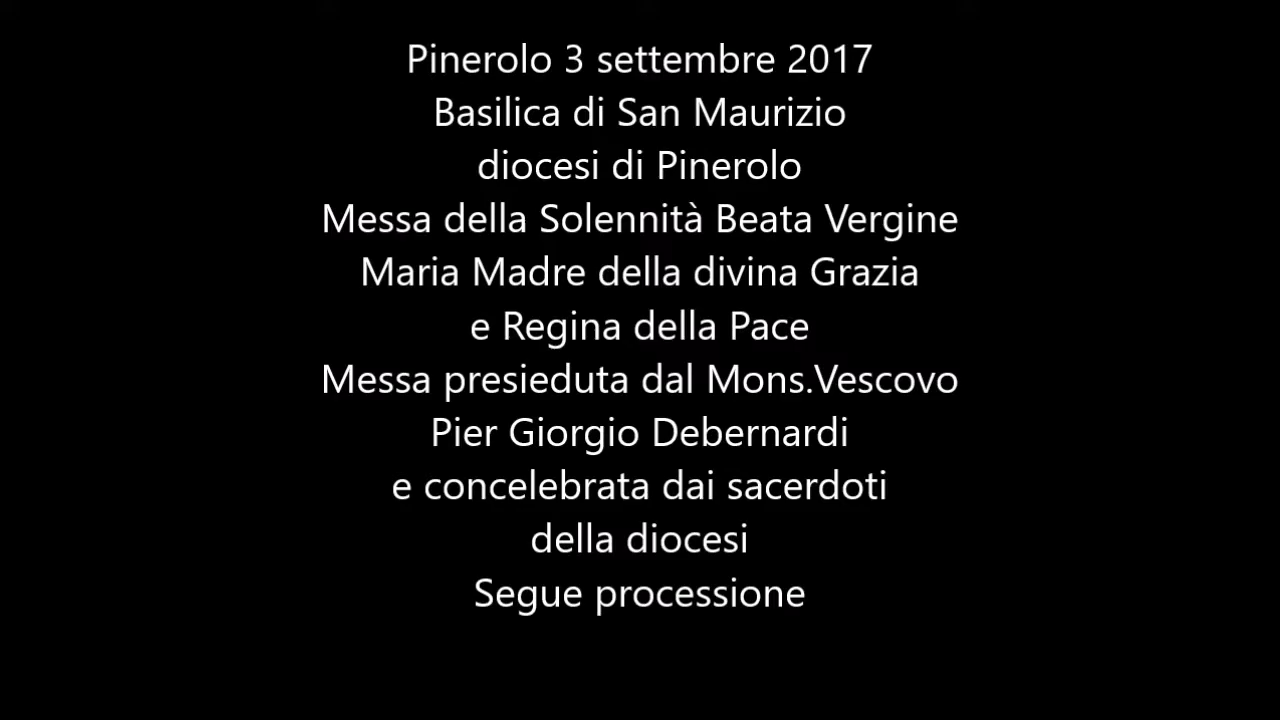 Pinerolo 3 settembre 2017
Basilica di San Maurizio
diocesi di Pinerolo
Messa della Solennità Beata Vergine
Maria Madre della divina Grazia
e Regina della Pace
Messa presieduta dal Mons.Vescovo
Pier Giorgio Debernardi
e concelebrata dai sacerdoti
della diocesi
Segue processione